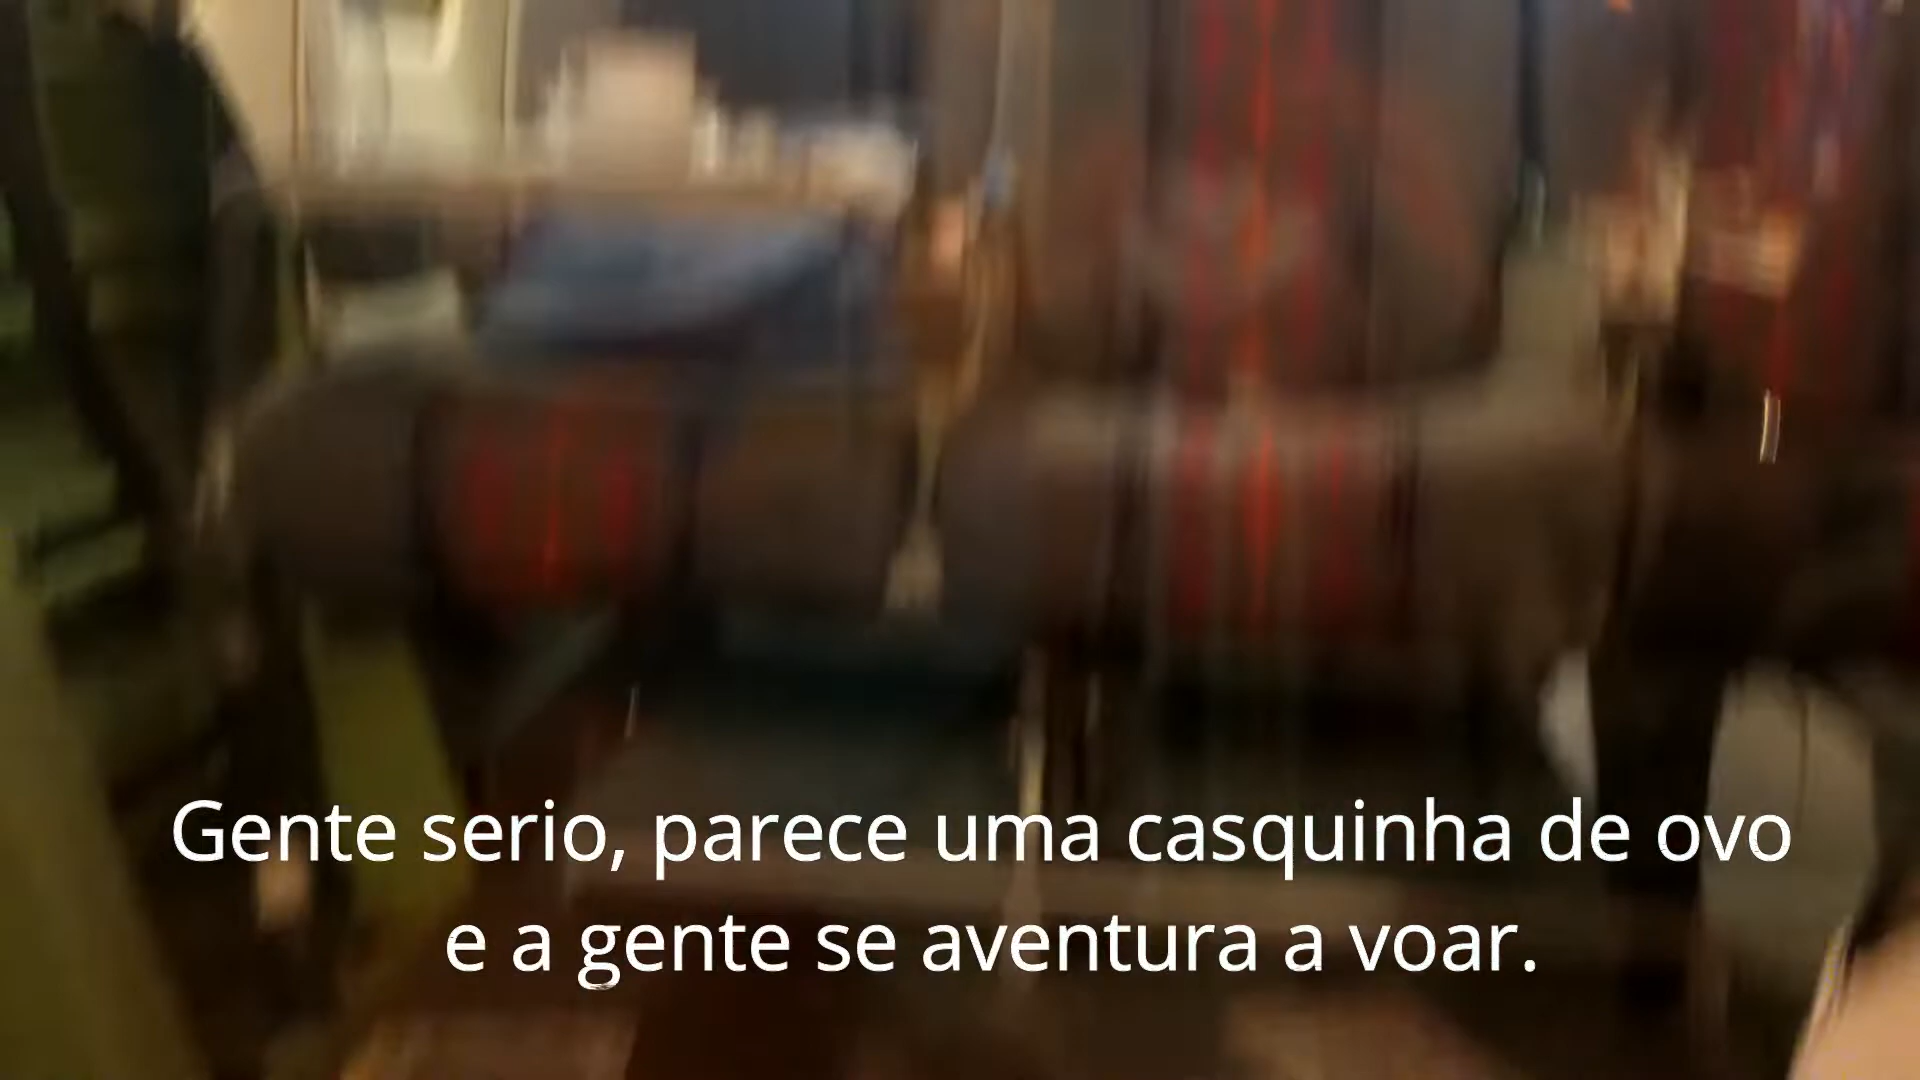 Gente serio, parece uma casquinha de ovo
e a gente se aventura a voar.